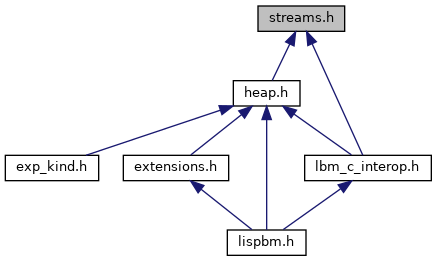 streams.h
heap.h
exp_kind.h
extensions.h
lbm_c_interop.h
lispbm.h